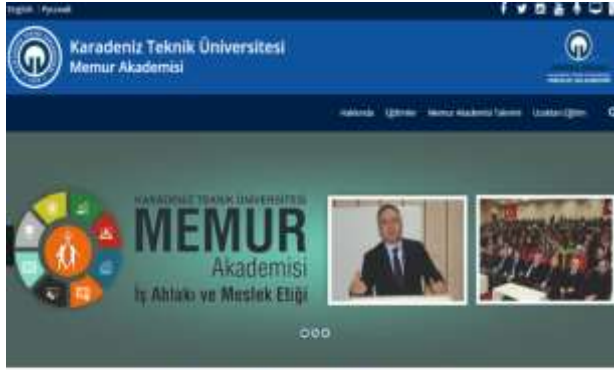 English Русский
Karadeniz Teknik Üniversitesi
Memur Akademisi
Hakkında Eğitimler Memur Akademisi Takvimi Uzaktan Eğitim
KARADENİZ TEKNİK ÜNİVERSİTESİ
MEMUR
Akademisi
İş Ahlakı ve Meslek Etiği